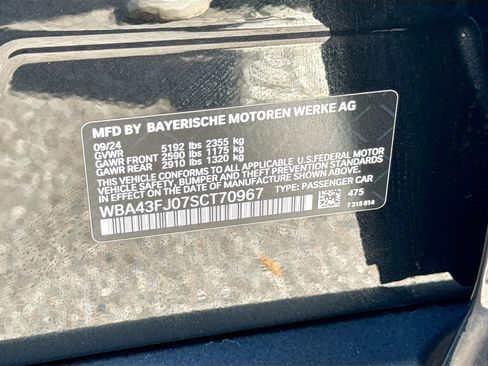 MFD BY BAYERISCHE MOTOREN WERKE AG
09/24
GVWR 5192 lbs 2355 kg
GAWR FRONT 2590 lbs 1175 kg
GAWR REAR 2910 lbs 1320 kg
THIS VEHICLE CONFORMS TO ALL APPLICABLE U.S. FEDERAL MOTOR
VEHICLE SAFETY, BUMPER, AND THEFT PREVENTION STANDARDS
IN EFFECT ON THE DATE OF MANUFACTURE SHOWN ABOVE.
WBA43FJ07SCT70967 TYPE: PASSENGER CAR
475
7 315 814